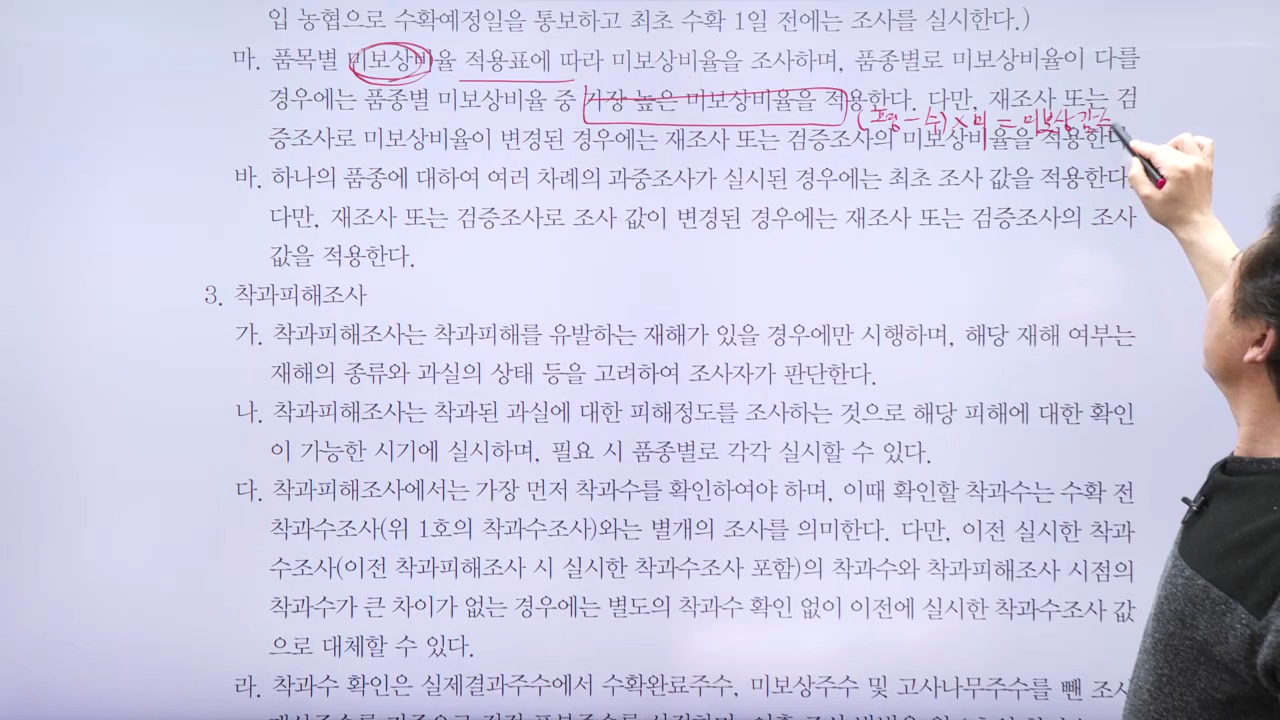 입 농협으로 수확예정일을 통보하고 최초 수확 1일 전에는 조사를 실시한다.)
마. 품목별 미보상비율 적용표에 따라 미보상비율을 조사하며, 품종별로 미보상비율이 다를
경우에는 품종별 미보상비율 중 가장 높은 미보상비율을 적용한다. 다만, 재조사 또는 검
(평-수)×미 = 미보상감수
증조사로 미보상비율이 변경된 경우에는 재조사 또는 검증조사의 미보상비율을 적용한다.
바. 하나의 품종에 대하여 여러 차례의 과중조사가 실시된 경우에는 최초 조사 값을 적용한다.
다만, 재조사 또는 검증조사로 조사 값이 변경된 경우에는 재조사 또는 검증조사의 조사
값을 적용한다.
3. 착과피해조사
가. 착과피해조사는 착과피해를 유발하는 재해가 있을 경우에만 시행하며, 해당 재해 여부는
재해의 종류와 과실의 상태 등을 고려하여 조사자가 판단한다.
나. 착과피해조사는 착과된 과실에 대한 피해정도를 조사하는 것으로 해당 피해에 대한 확인
이 가능한 시기에 실시하며, 필요 시 품종별로 각각 실시할 수 있다.
다. 착과피해조사에서는 가장 먼저 착과수를 확인하여야 하며, 이때 확인할 착과수는 수확 전
착과수조사(위 1호의 착과수조사)와는 별개의 조사를 의미한다. 다만, 이전 실시한 착과
수조사(이전 착과피해조사 시 실시한 착과수조사 포함)의 착과수와 착과피해조사 시점의
착과수가 큰 차이가 없는 경우에는 별도의 착과수 확인 없이 이전에 실시한 착과수조사 값
으로 대체할 수 있다.
라. 착과수 확인은 실제결과주수에서 수확완료주수, 미보상주수 및 고사나무주수를 뺀 조사